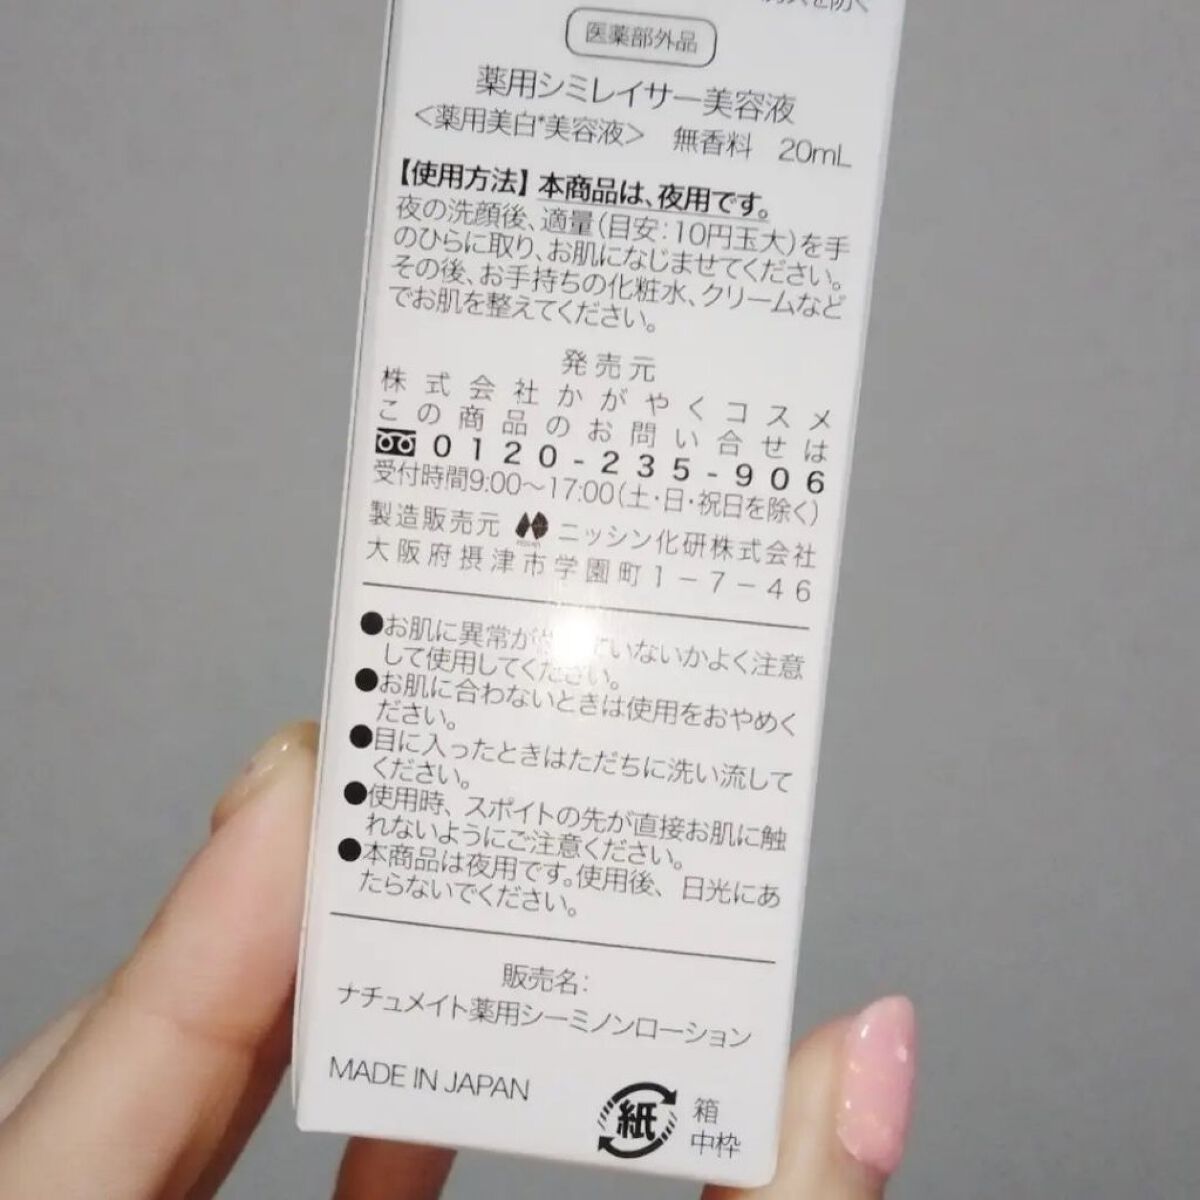 を防ぐ
医薬部外品
薬用シミレイサー美容液
＜薬用美白*美容液＞ 無香料 20mL
【使用方法】本商品は、夜用です。
夜の洗顔後、適量(目安:10円玉大)を手
のひらに取り、お肌になじませてください。
その後、お手持ちの化粧水、クリームなど
でお肌を整えてください。
発売元
株式会社かがやくコスメ
この商品のお問い合せは
0120-235-906
受付時間9:00〜17:00(土・日・祝日を除く)
製造販売元 ニッシン化研株式会社
大阪府摂津市学園町1-7-46
●お肌に異常が ていないかよく注意
して使用してください。
●お肌に合わないときは使用をおやめく
ださい。
●目に入ったときはただちに洗い流して
ください。
●使用時、スポイトの先が直接お肌に触
れないようにご注意ください。
●本商品は夜用です。使用後、日光にあ
たらないでください。
販売名:
ナチュメイト薬用シーミノンローション
MADE IN JAPAN
紙
箱
中枠